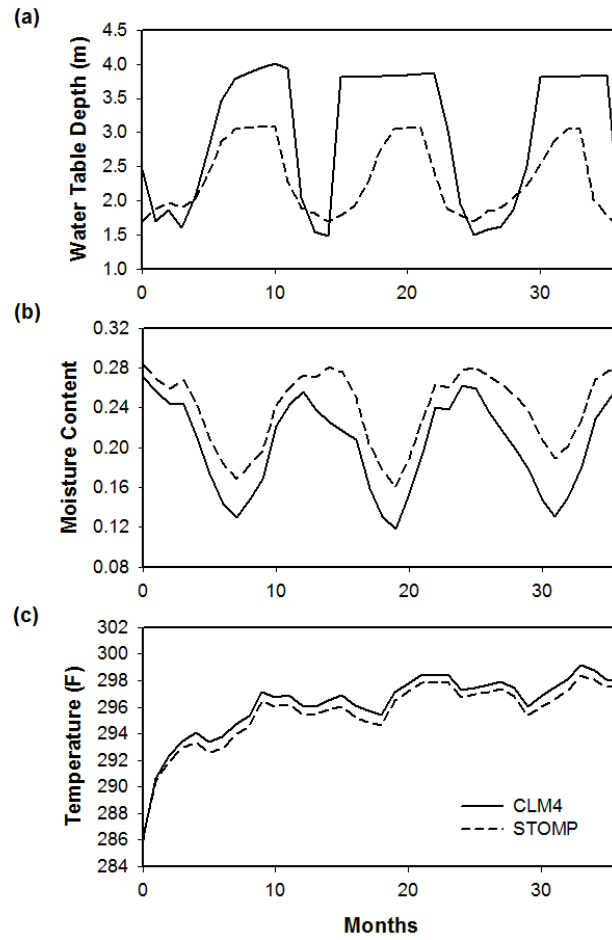 (a)
Water Table Depth (m)
4.5
4.0
3.5
3.0
2.5
2.0
1.5
1.0
0 10 20 30
(b)
Moisture Content
0.32
0.28
0.24
0.20
0.16
0.12
0.08
0 10 20 30
(c)
Temperature (F)
302
300
298
296
294
292
290
288
286
284
CLM4
STOMP
0 10 20 30
Months